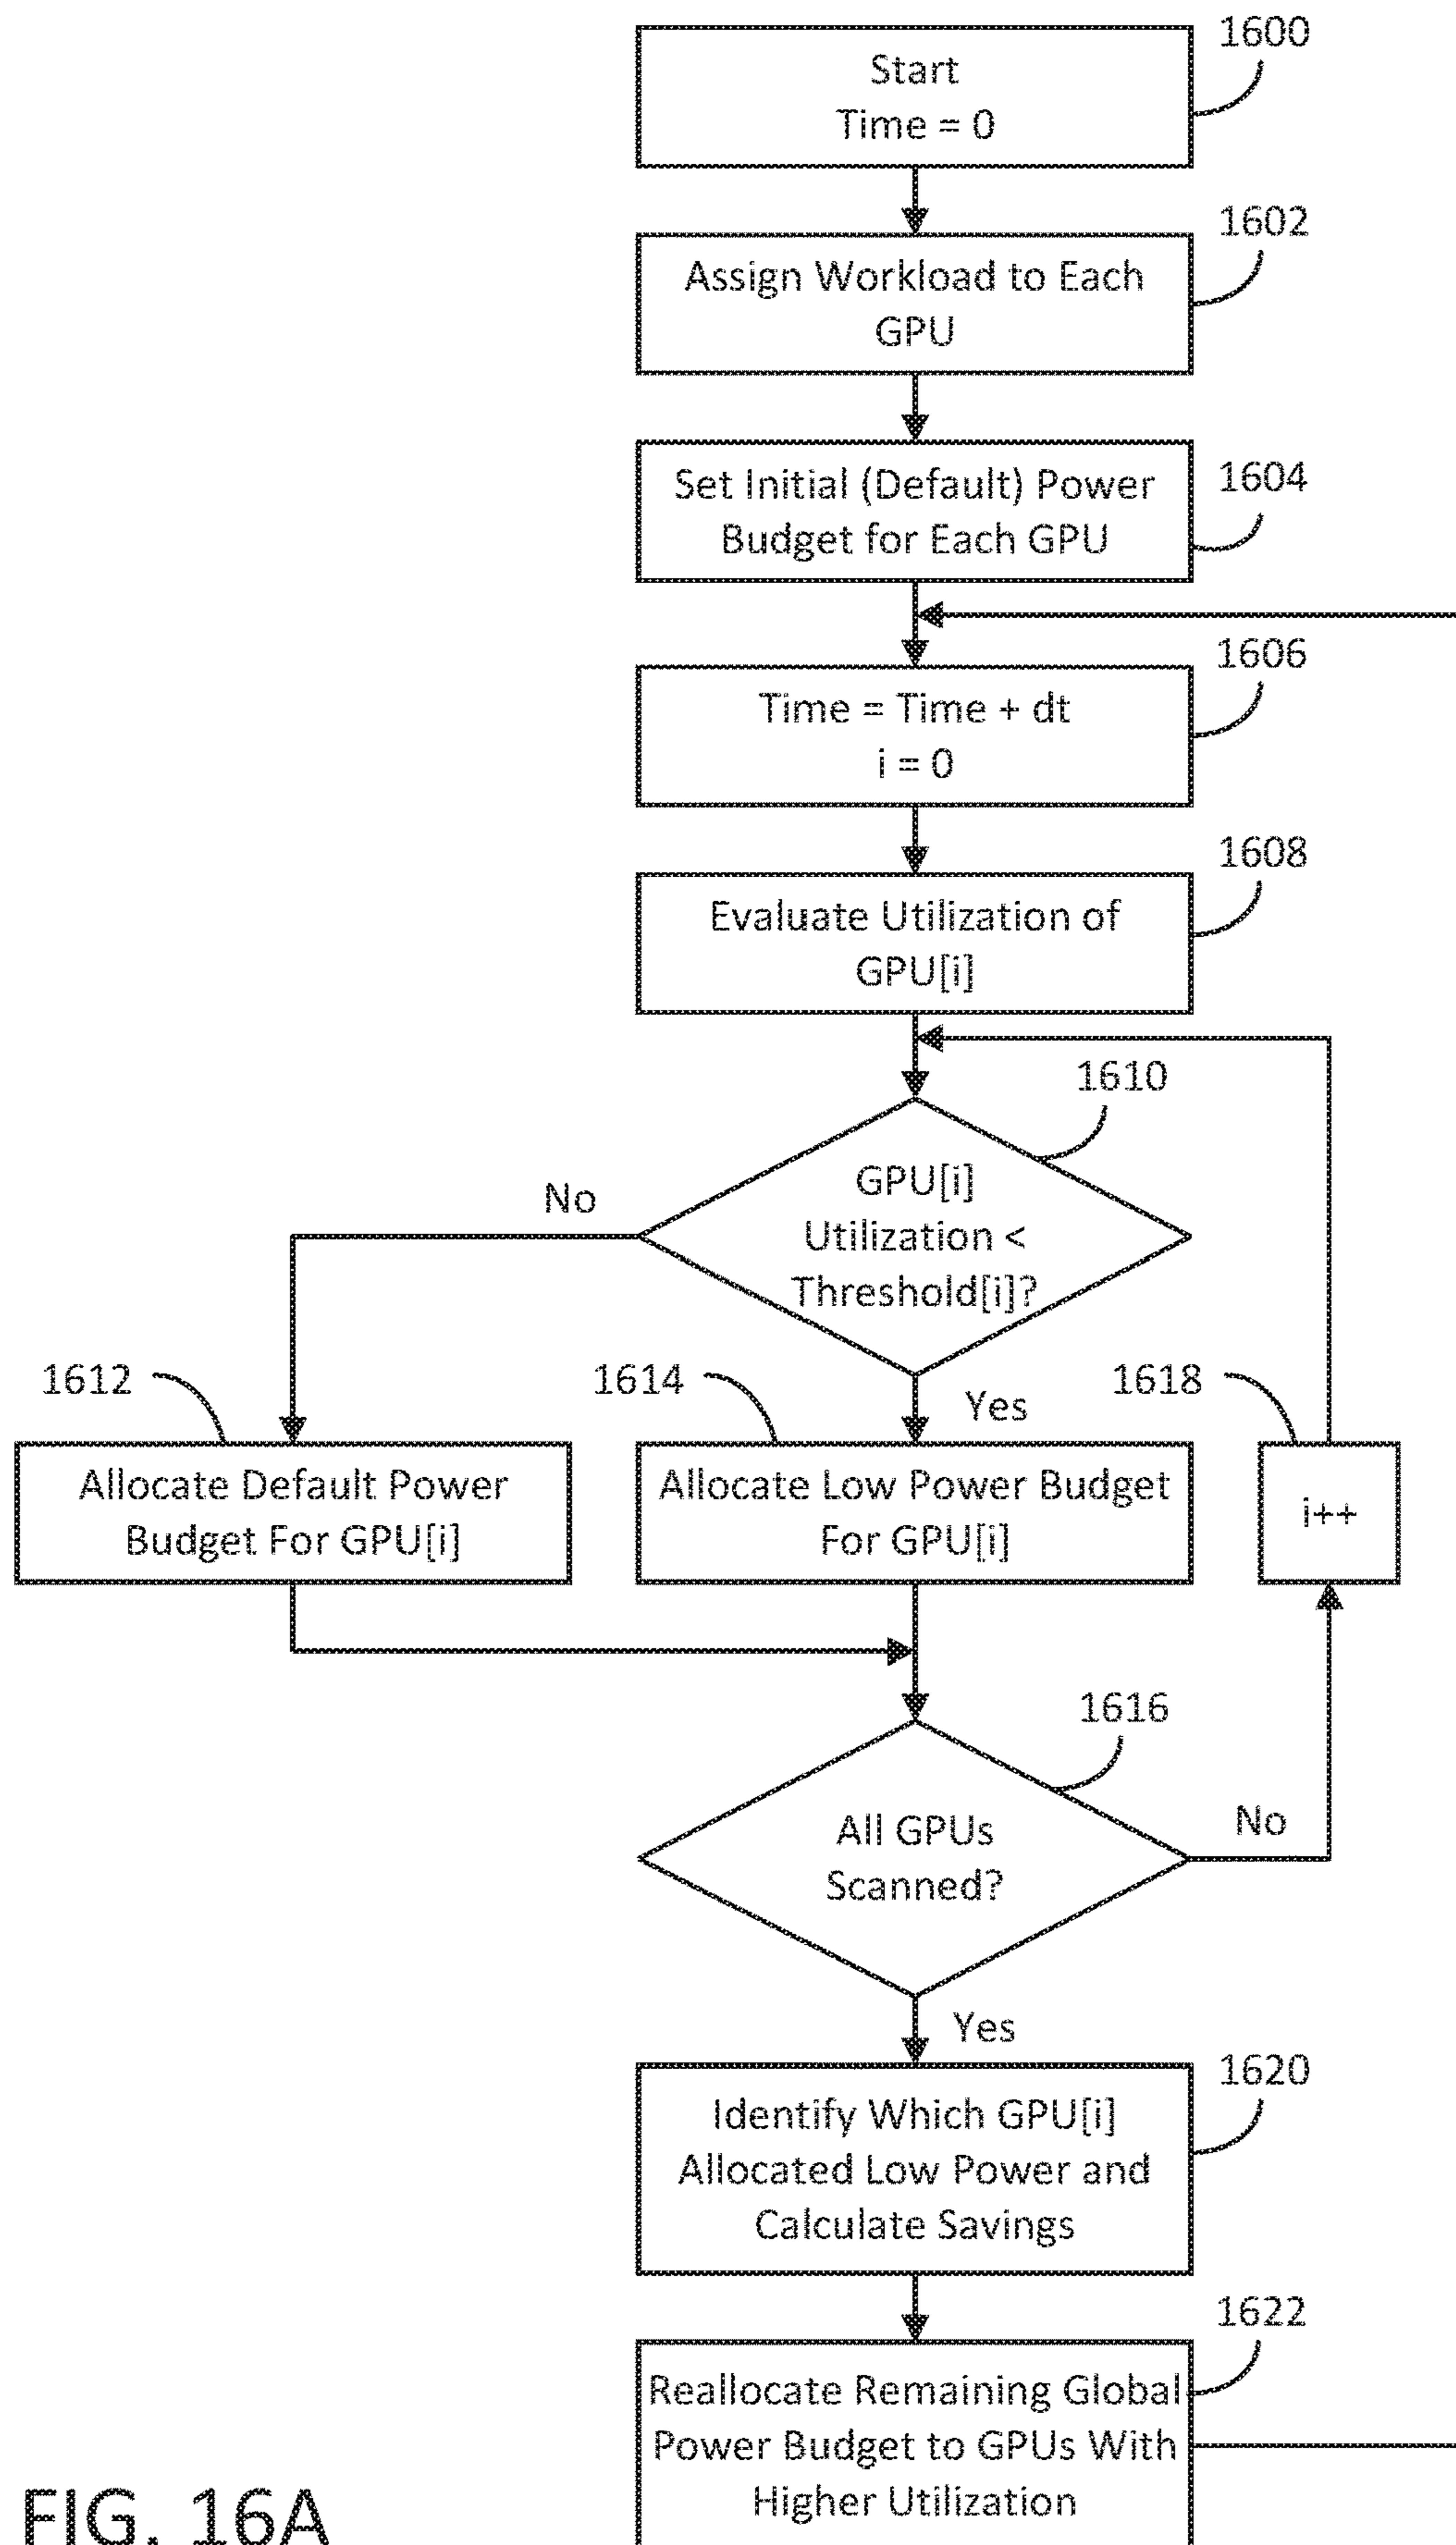 1600
Start
Time = 0
1602
Assign Workload to Each
GPU
1604
Set Initial (Default) Power
Budget for Each GPU
1606
Time = Time + dt
i = 0
1608
Evaluate Utilization of
GPU[i]
1610
GPU[i]
Utilization <
Threshold[i]?
No
Yes
1612
Allocate Default Power
Budget For GPU[i]
1614
Allocate Low Power Budget
For GPU[i]
1618
i++
1616
All GPUs
Scanned?
No
Yes
1620
Identify Which GPU[i]
Allocated Low Power and
Calculate Savings
1622
Reallocate Remaining Global
Power Budget to GPUs With
Higher Utilization
FIG. 16A